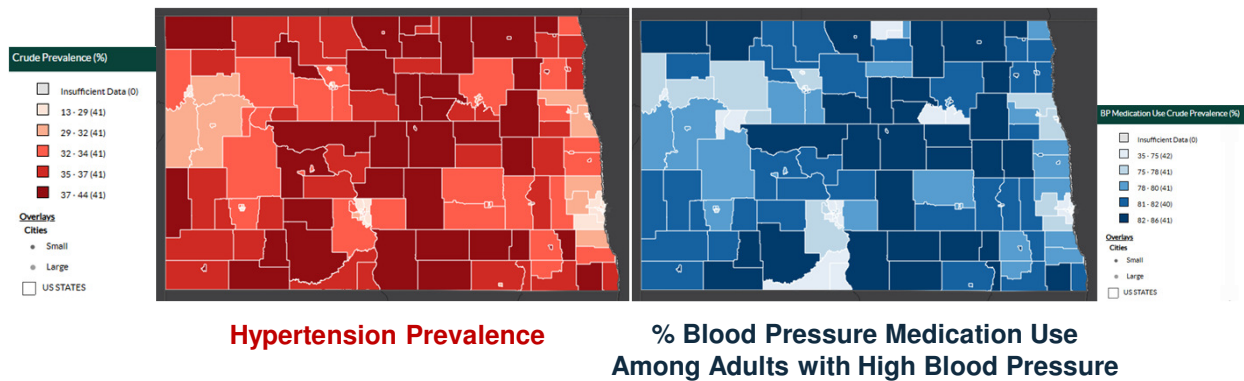 Crude Prevalence (%)
Insufficient Data (0)
13 - 29 (41)
29 - 32 (41)
32 - 34 (41)
35 - 37 (41)
37 - 44 (41)
Overlays
Cities
Small
Large
US STATES
BP Medication Use Crude Prevalence (%)
Insufficient Data (0)
35 - 75 (42)
75 - 78 (41)
78 - 80 (41)
81 - 82 (40)
82 - 86 (41)
Overlays
Cities
Small
Large
US STATES
Hypertension Prevalence
% Blood Pressure Medication Use
Among Adults with High Blood Pressure